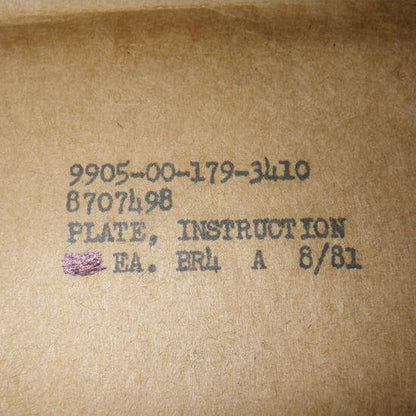 9905-00-179-3410
8707498
PLATE, INSTRUCTION
EA. BR4 A 8/81